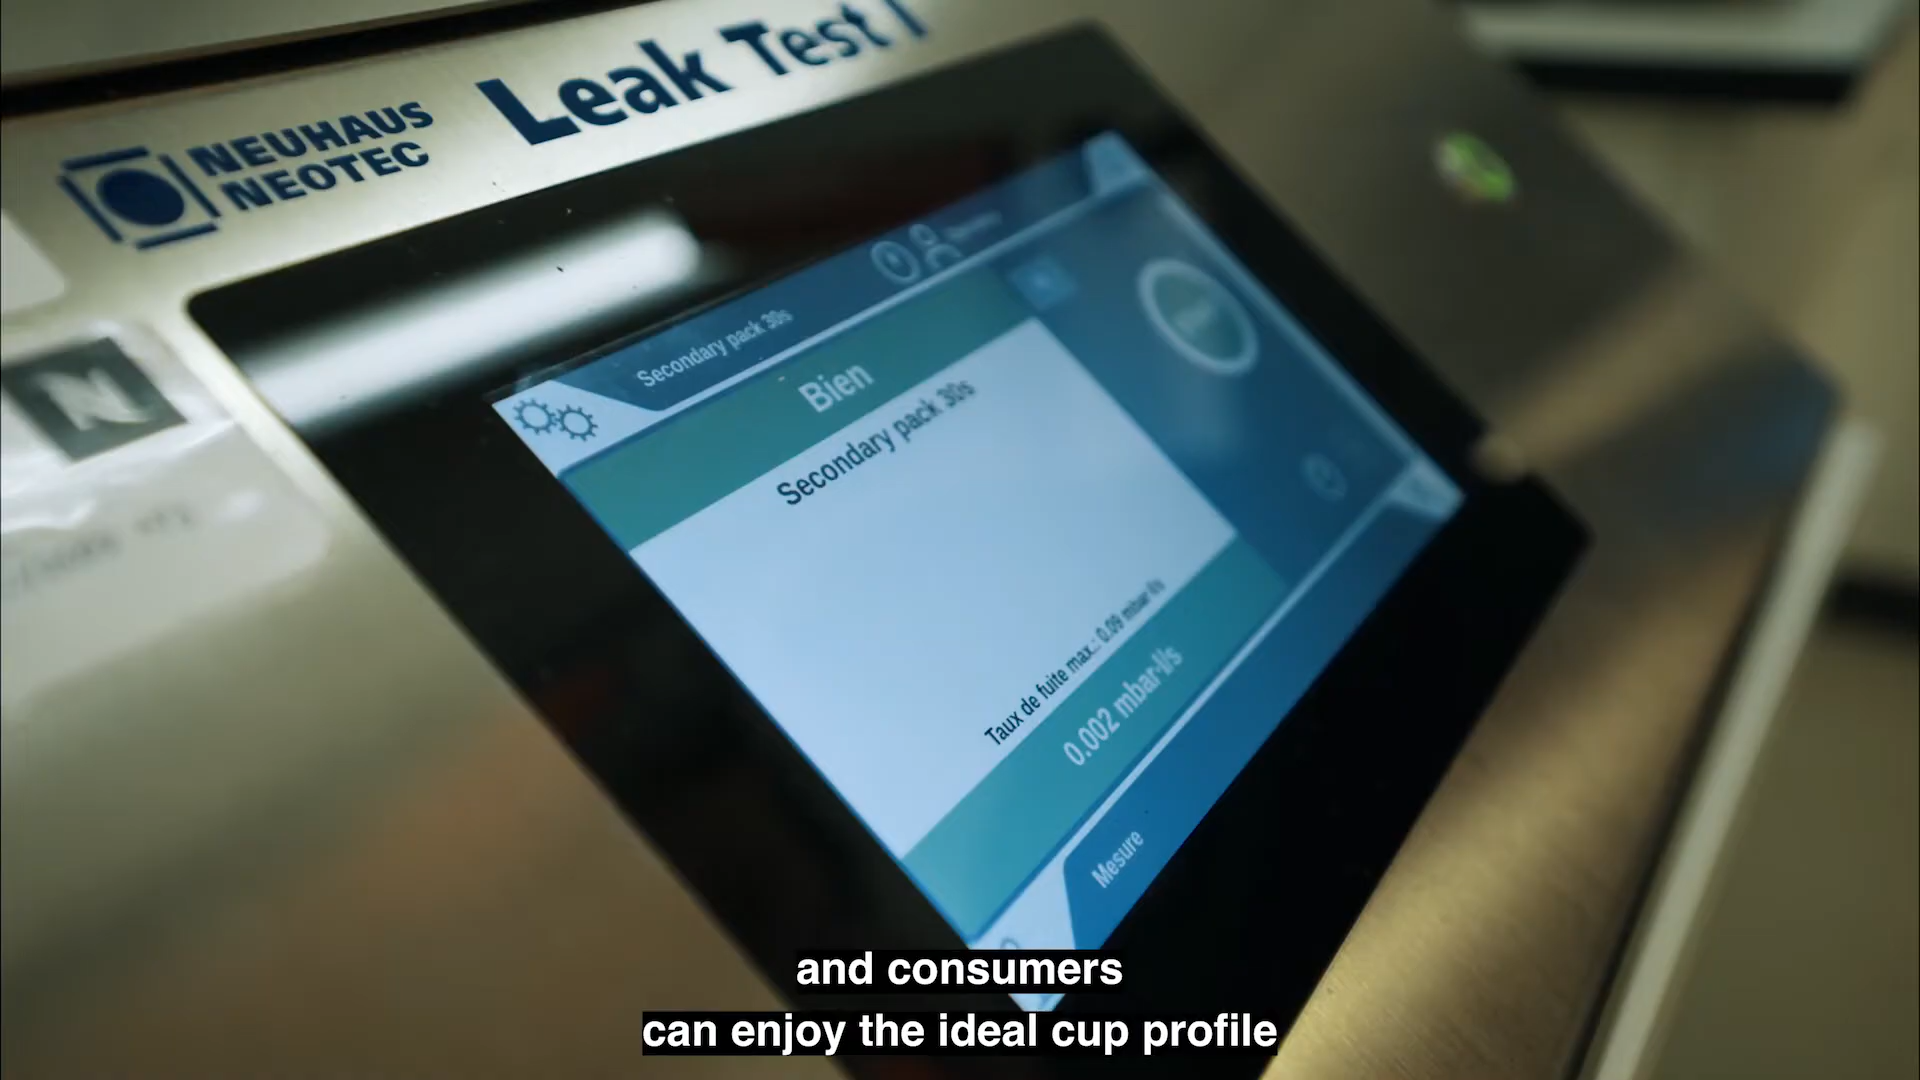 NEUHAUS
NEOTEC
Leak Test I
N
Secondary pack 30s
Bien
Secondary pack 30s
Taux de fuite max.: 0.09 mbar·l/s
0.002 mbar·l/s
Mesure
and consumers
can enjoy the ideal cup profile